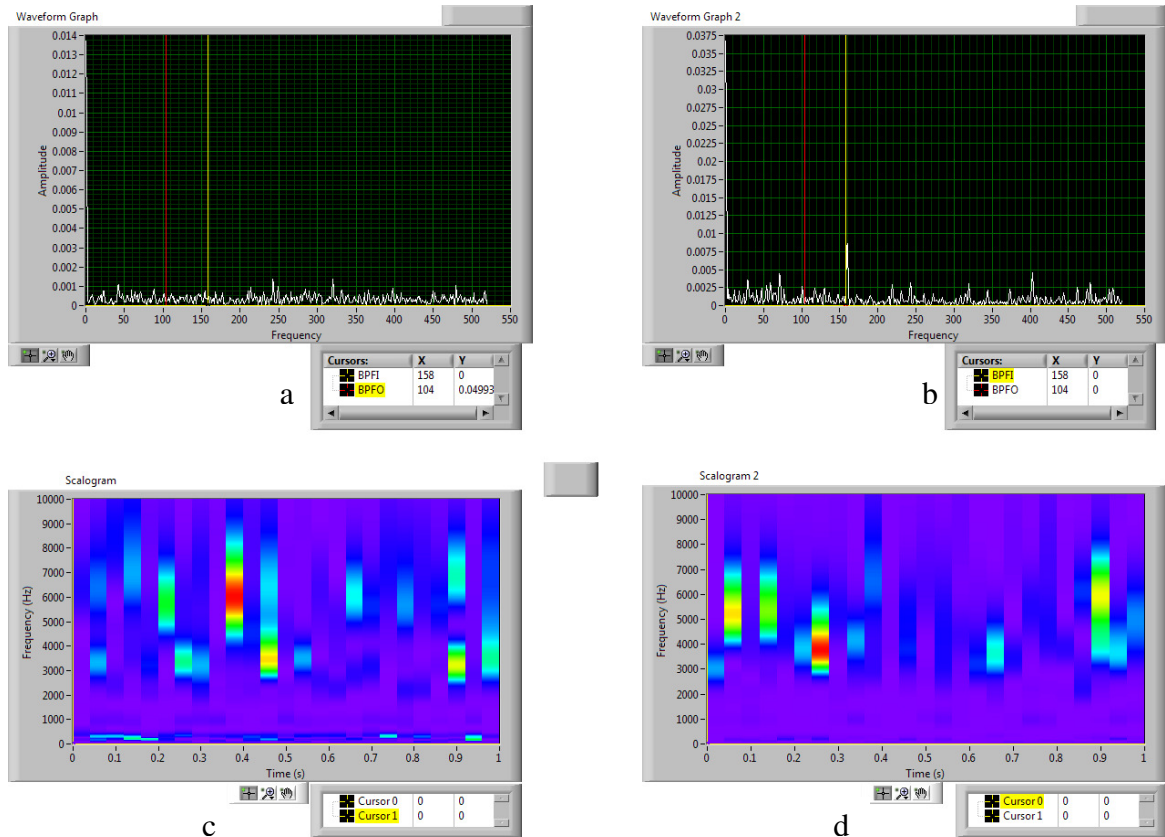 Waveform Graph
0.014
0.013
0.012
0.011
0.01
0.009
0.008
0.007
0.006
0.005
0.004
0.003
0.002
0.001
0
Amplitude
0 50 100 150 200 250 300 350 400 450 500 550
Frequency
Cursors: X Y
BPFI 158 0
BPFO 104 0.04993
a
Waveform Graph 2
0.0375
0.035
0.0325
0.03
0.0275
0.025
0.0225
0.02
0.0175
0.015
0.0125
0.01
0.0075
0.005
0.0025
0
Amplitude
0 50 100 150 200 250 300 350 400 450 500 550
Frequency
Cursors: X Y
BPFI 158 0
BPFO 104 0
b
Scalogram
10000
9000
8000
7000
6000
5000
4000
3000
2000
1000
0
Frequency (Hz)
0 0.1 0.2 0.3 0.4 0.5 0.6 0.7 0.8 0.9 1
Time (s)
Cursor 0 0 0
Cursor 1 0 0
c
Scalogram 2
10000
9000
8000
7000
6000
5000
4000
3000
2000
1000
0
Frequency (Hz)
0 0.1 0.2 0.3 0.4 0.5 0.6 0.7 0.8 0.9 1
Time (s)
Cursor 0 0 0
Cursor 1 0 0
d